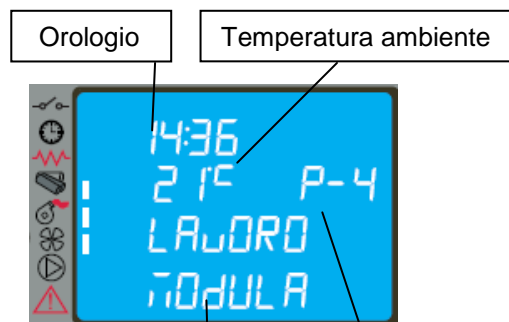 Orologio
Temperatura ambiente
14:36
21°C P-4
LAvORO
MOdULA